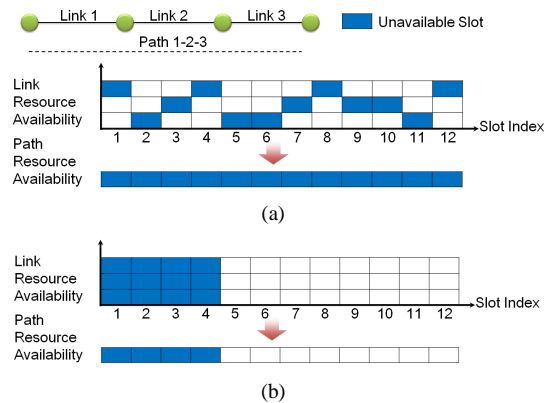 Link 1 Link 2 Link 3
Unavailable Slot
Path 1-2-3
Link
Resource
Availability
Slot Index
1 2 3 4 5 6 7 8 9 10 11 12
Path
Resource
Availability
(a)
Link
Resource
Availability
Slot Index
1 2 3 4 5 6 7 8 9 10 11 12
Path
Resource
Availability
(b)